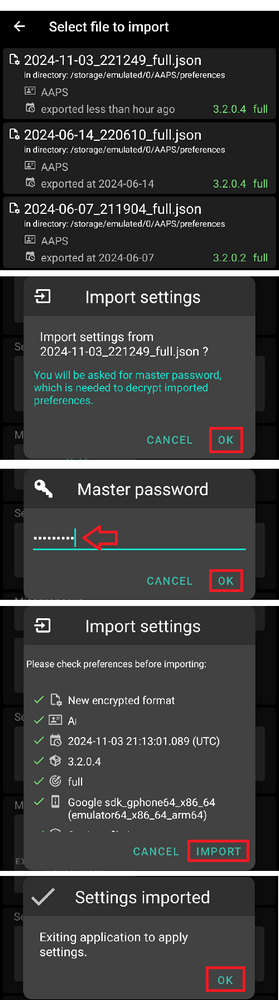 Select file to import
2024-11-03_221249_full.json
in directory: /storage/emulated/0/AAPS/preferences
AAPS
exported less than hour ago 3.2.0.4 full
2024-06-14_220610_full.json
in directory: /storage/emulated/0/AAPS/preferences
AAPS
exported at 2024-06-14 3.2.0.4 full
2024-06-07_211904_full.json
in directory: /storage/emulated/0/AAPS/preferences
AAPS
exported at 2024-06-07 3.2.0.2 full
Import settings
Import settings from
2024-11-03_221249_full.json ?
You will be asked for master password,
which is needed to decrypt imported
preferences.
CANCEL OK
Master password
•••••••••
CANCEL OK
Import settings
Please check preferences before importing:
New encrypted format
2024-11-03 21:13:01.089 (UTC)
3.2.0.4
full
Google sdk_gphone64_x86_64
(emulator64_x86_64_arm64)
CANCEL IMPORT
Settings imported
Exiting application to apply
settings.
OK